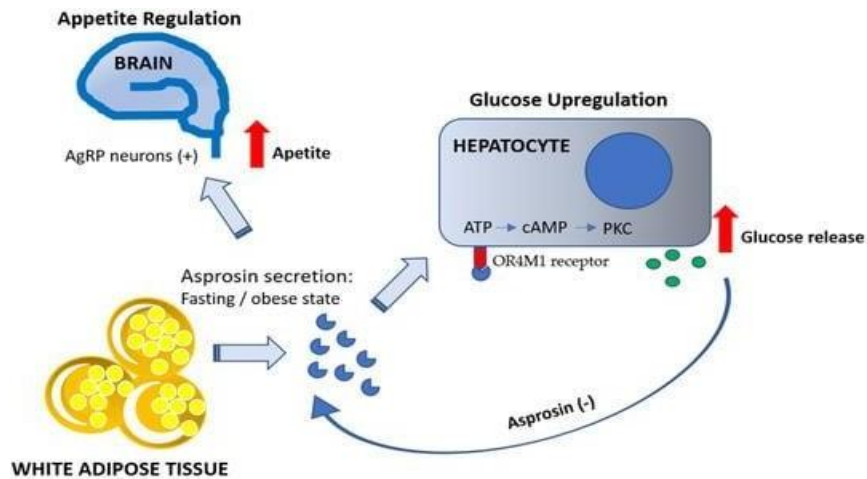 Appetite Regulation
BRAIN
AgRP neurons (+)
Apetite
Glucose Upregulation
HEPATOCYTE
ATP cAMP PKC
OR4M1 receptor
Glucose release
Asprosin secretion:
Fasting / obese state
Asprosin (-)
WHITE ADIPOSE TISSUE